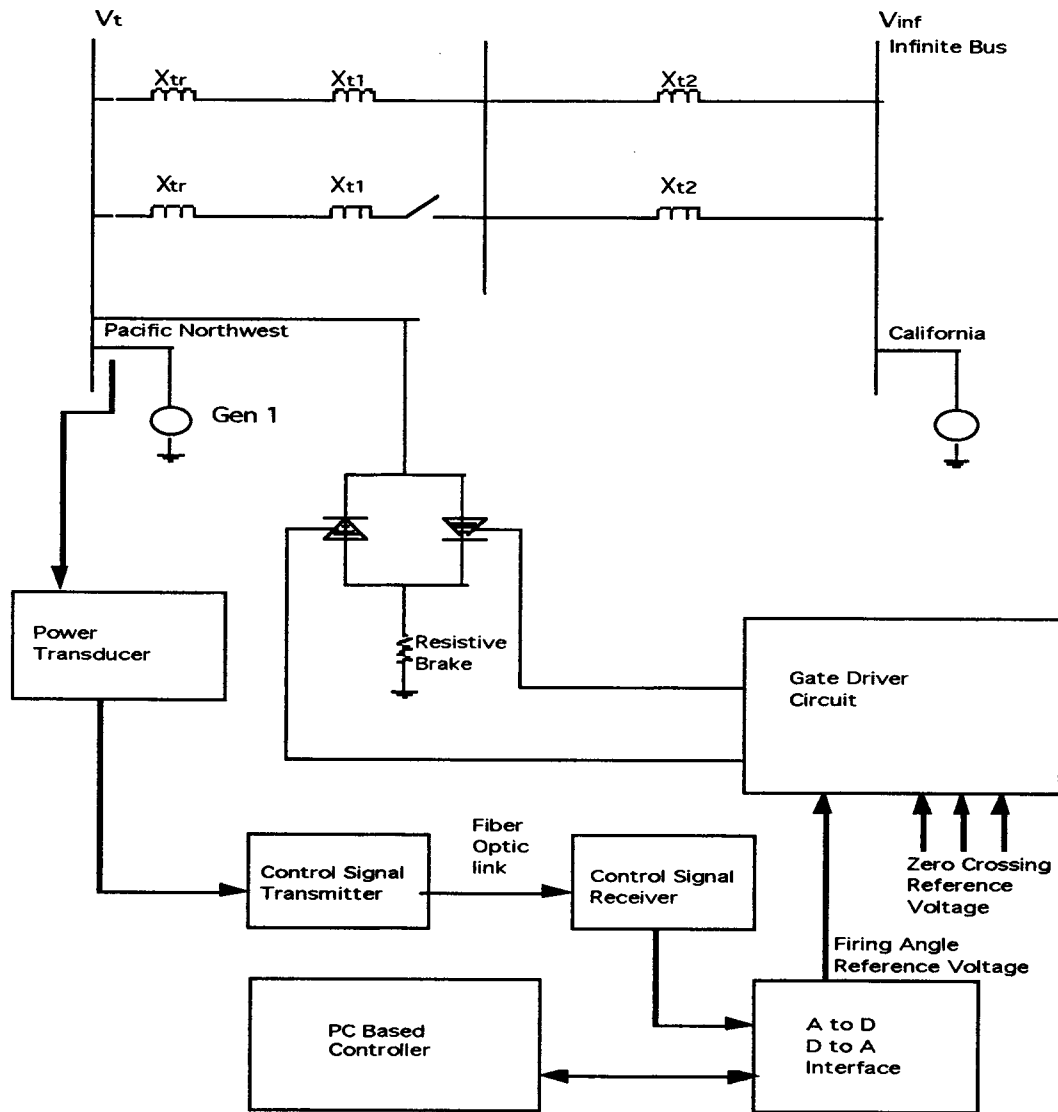 Vt
Vinf
Infinite Bus
Xtr
Xt1
Xt2
Xtr
Xt1
Xt2
Pacific Northwest
California
Gen 1
Power
Transducer
Resistive
Brake
Gate Driver
Circuit
Fiber
Optic
link
Control Signal
Transmitter
Control Signal
Receiver
Zero Crossing
Reference
Voltage
Firing Angle
Reference Voltage
PC Based
Controller
A to D
D to A
Interface